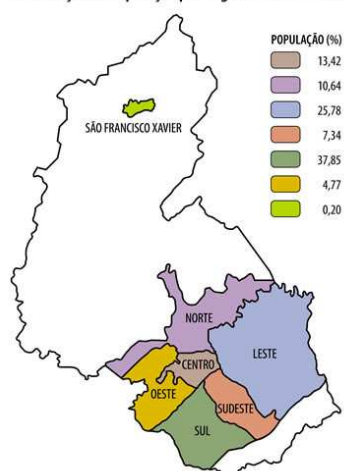 POPULAÇÃO (%)
13,42
10,64
25,78
7,34
37,85
4,77
0,20
SÃO FRANCISCO XAVIER
NORTE
LESTE
CENTRO
OESTE
SUDESTE
SUL